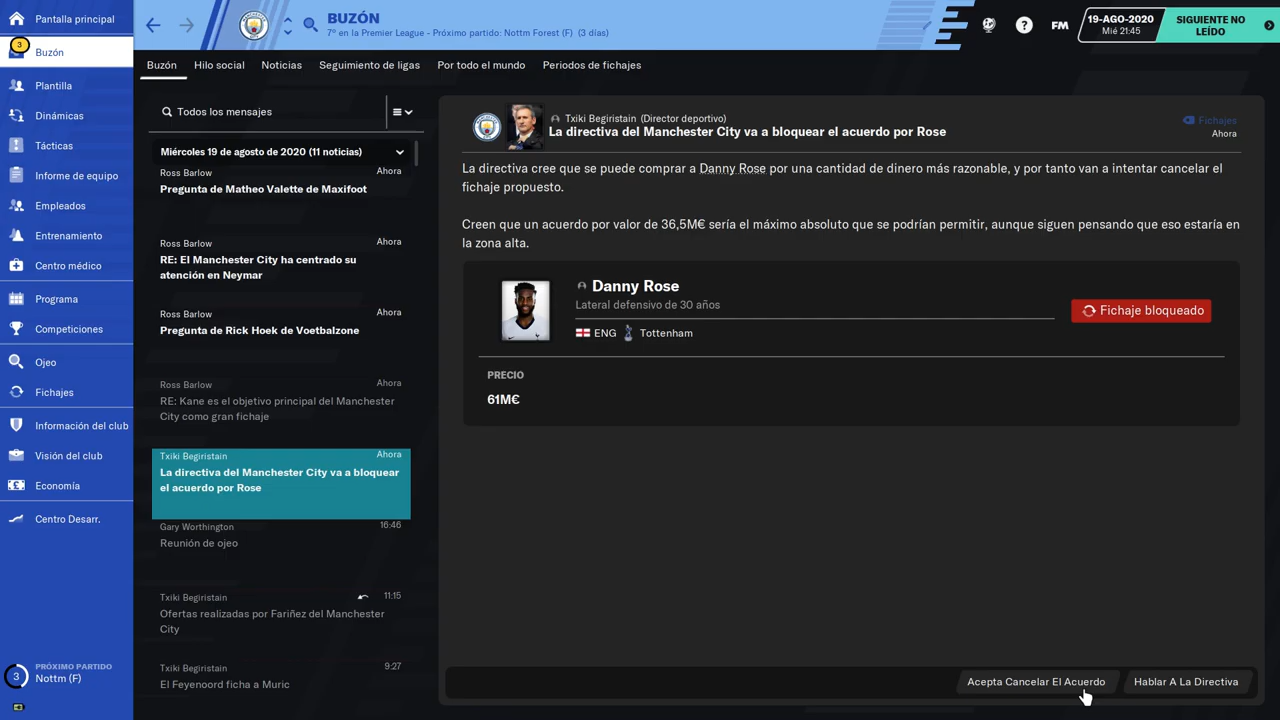 Pantalla principal
3
Buzón
Plantilla
Dinámicas
Tácticas
Informe de equipo
Empleados
Entrenamiento
Centro médico
Programa
Competiciones
Ojeo
Fichajes
Información del club
Visión del club
Economía
Centro Desarr.
3
PRÓXIMO PARTIDO
Nottm (F)
BUZÓN
7º en la Premier League - Próximo partido: Nottm Forest (F) (3 días)
?
FM
19-AGO-2020
Mié 21:45
SIGUIENTE NO
LEÍDO
Buzón
Hilo social
Noticias
Seguimiento de ligas
Por todo el mundo
Periodos de fichajes
Todos los mensajes
Miércoles 19 de agosto de 2020 (11 noticias)
Ross Barlow Ahora
Pregunta de Matheo Valette de Maxifoot
Ross Barlow Ahora
RE: El Manchester City ha centrado su
atención en Neymar
Ross Barlow Ahora
Pregunta de Rick Hoek de Voetbalzone
Ross Barlow Ahora
RE: Kane es el objetivo principal del Manchester
City como gran fichaje
Txiki Begiristain Ahora
La directiva del Manchester City va a bloquear
el acuerdo por Rose
Gary Worthington 16:46
Reunión de ojeo
Txiki Begiristain 11:15
Ofertas realizadas por Fariñez del Manchester
City
Txiki Begiristain 9:27
El Feyenoord ficha a Muric
Txiki Begiristain (Director deportivo)
La directiva del Manchester City va a bloquear el acuerdo por Rose
Fichajes
Ahora
La directiva cree que se puede comprar a Danny Rose por una cantidad de dinero más razonable, y por tanto van a intentar cancelar el
fichaje propuesto.
Creen que un acuerdo por valor de 36,5M€ sería el máximo absoluto que se podrían permitir, aunque siguen pensando que eso estaría en
la zona alta.
Danny Rose
Lateral defensivo de 30 años
ENG Tottenham
Fichaje bloqueado
PRECIO
61M€
Acepta Cancelar El Acuerdo
Hablar A La Directiva